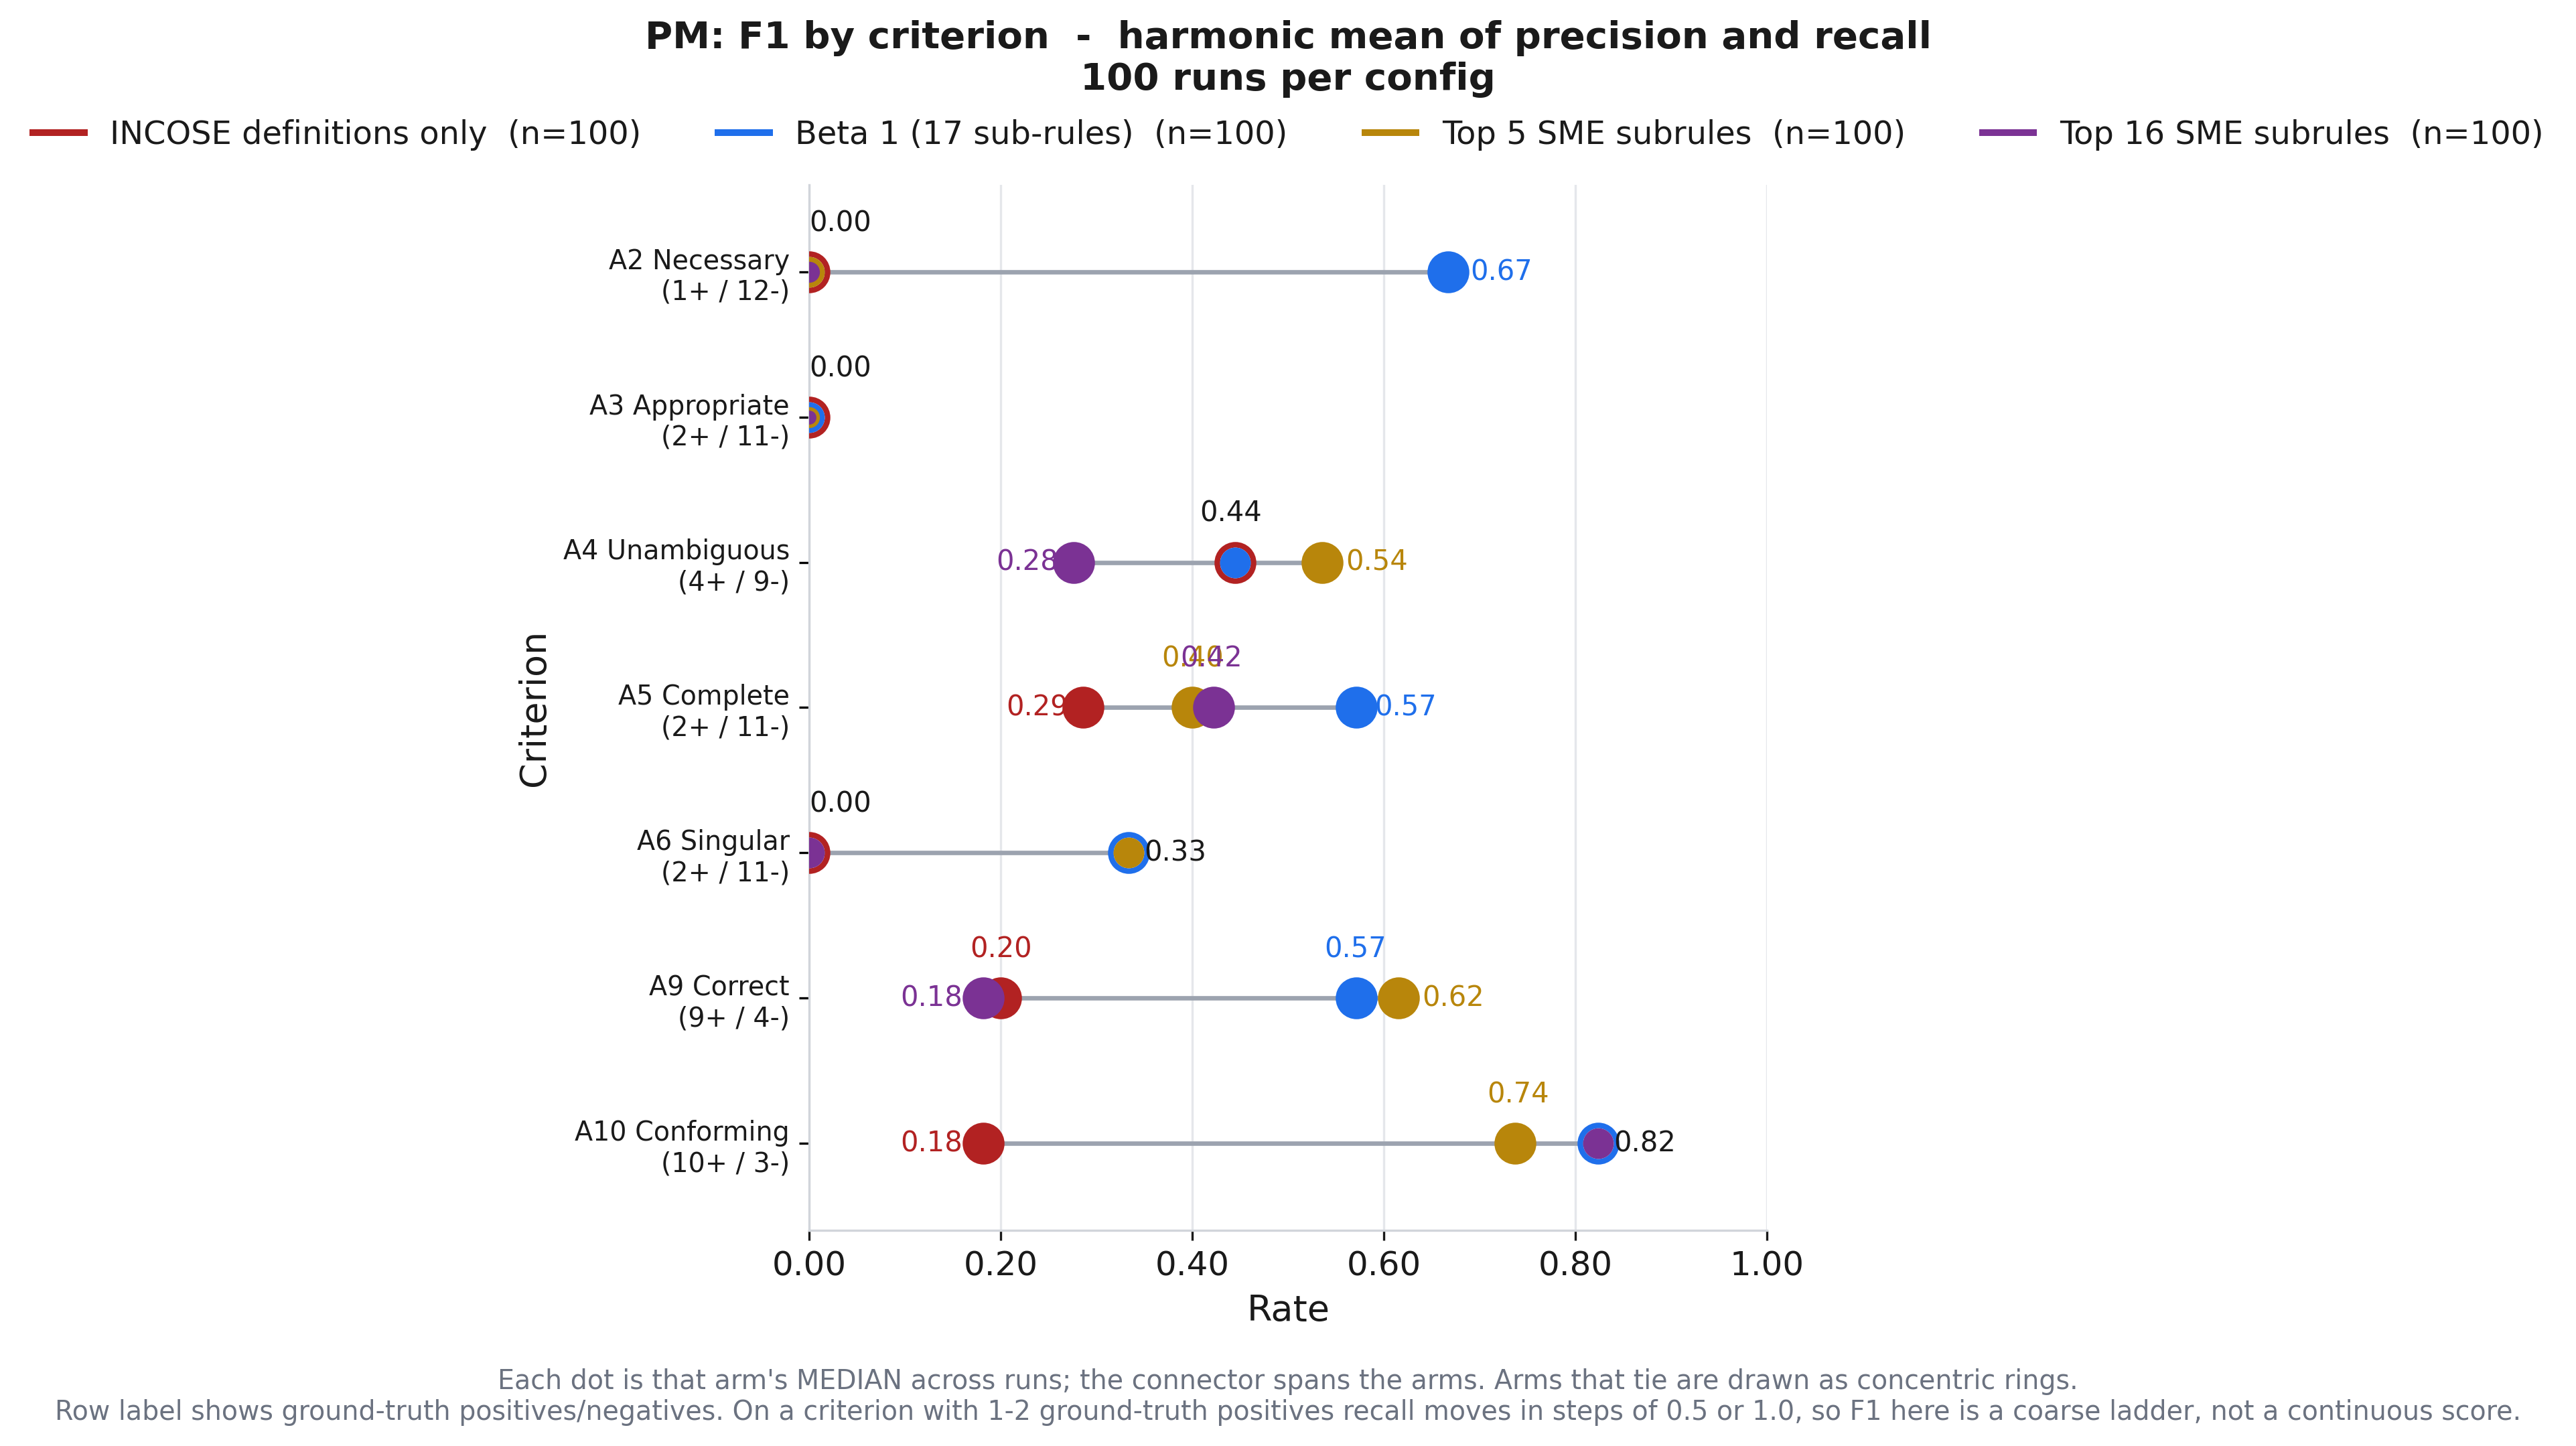 PM: F1 by criterion  -  harmonic mean of precision and recall
100 runs per config
INCOSE definitions only  (n=100)
Beta 1 (17 sub-rules)  (n=100)
Top 5 SME subrules  (n=100)
Top 16 SME subrules  (n=100)
Criterion
0.00
A2 Necessary
(1+ / 12-)
0.67
0.00
A3 Appropriate
(2+ / 11-)
0.44
A4 Unambiguous
(4+ / 9-)
0.28
0.54
0.40
0.42
A5 Complete
(2+ / 11-)
0.29
0.57
0.00
A6 Singular
(2+ / 11-)
0.33
0.20
0.57
A9 Correct
(9+ / 4-)
0.18
0.62
0.74
A10 Conforming
(10+ / 3-)
0.18
0.82
0.00
0.20
0.40
0.60
0.80
1.00
Rate
Each dot is that arm's MEDIAN across runs; the connector spans the arms. Arms that tie are drawn as concentric rings.
Row label shows ground-truth positives/negatives. On a criterion with 1-2 ground-truth positives recall moves in steps of 0.5 or 1.0, so F1 here is a coarse ladder, not a continuous score.